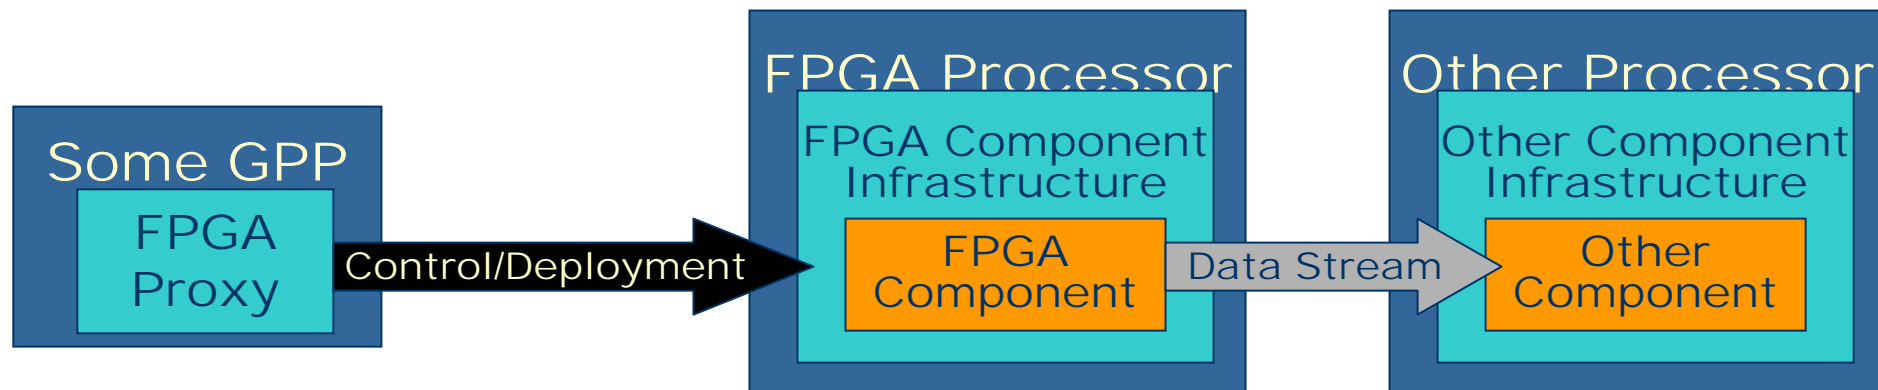 Some GPP
FPGA
Proxy
Control/Deployment
FPGA Processor
FPGA Component
Infrastructure
FPGA
Component
Data Stream
Other Processor
Other Component
Infrastructure
Other
Component